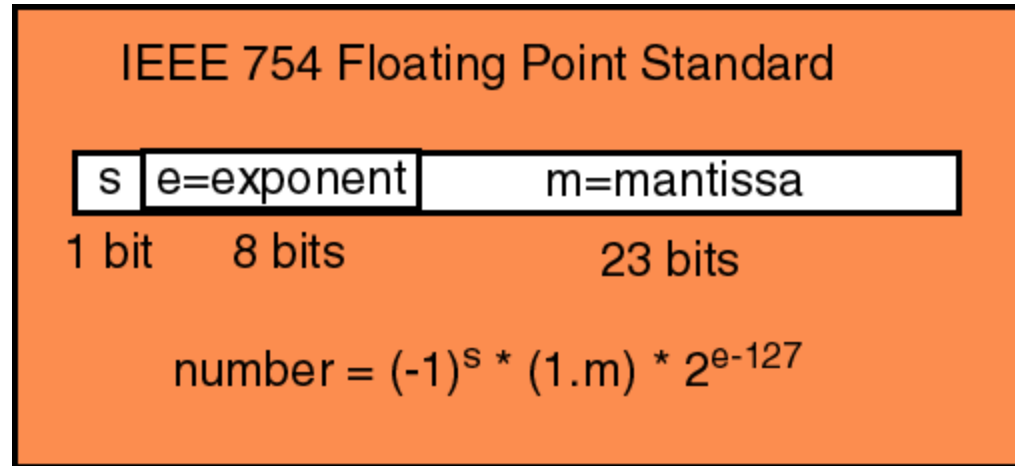 IEEE 754 Floating Point Standard
s e=exponent m=mantissa
1 bit 8 bits 23 bits
number = (-1)^s * (1.m) * 2^e-127